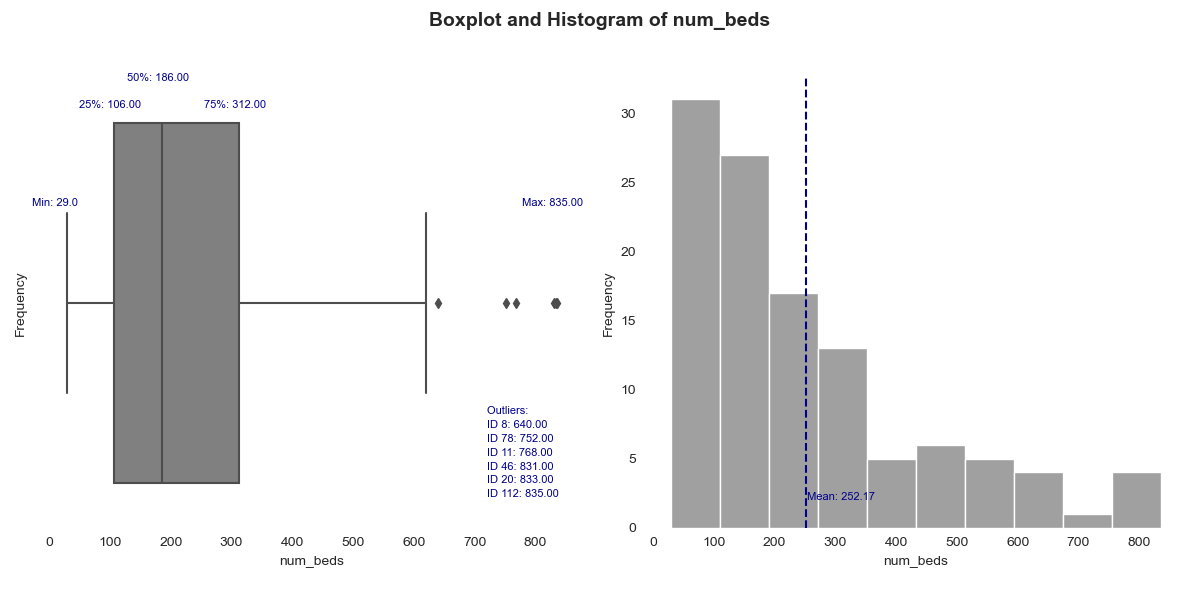 Boxplot and Histogram of num_beds
50%: 186.00
25%: 106.00
75%: 312.00
Min: 29.0
Max: 835.00
Frequency
Outliers:
ID 8: 640.00
ID 78: 752.00
ID 11: 768.00
ID 46: 831.00
ID 20: 833.00
ID 112: 835.00
0 100 200 300 400 500 600 700 800
num_beds
30
25
20
15
10
5
0
Frequency
Mean: 252.17
0 100 200 300 400 500 600 700 800
num_beds